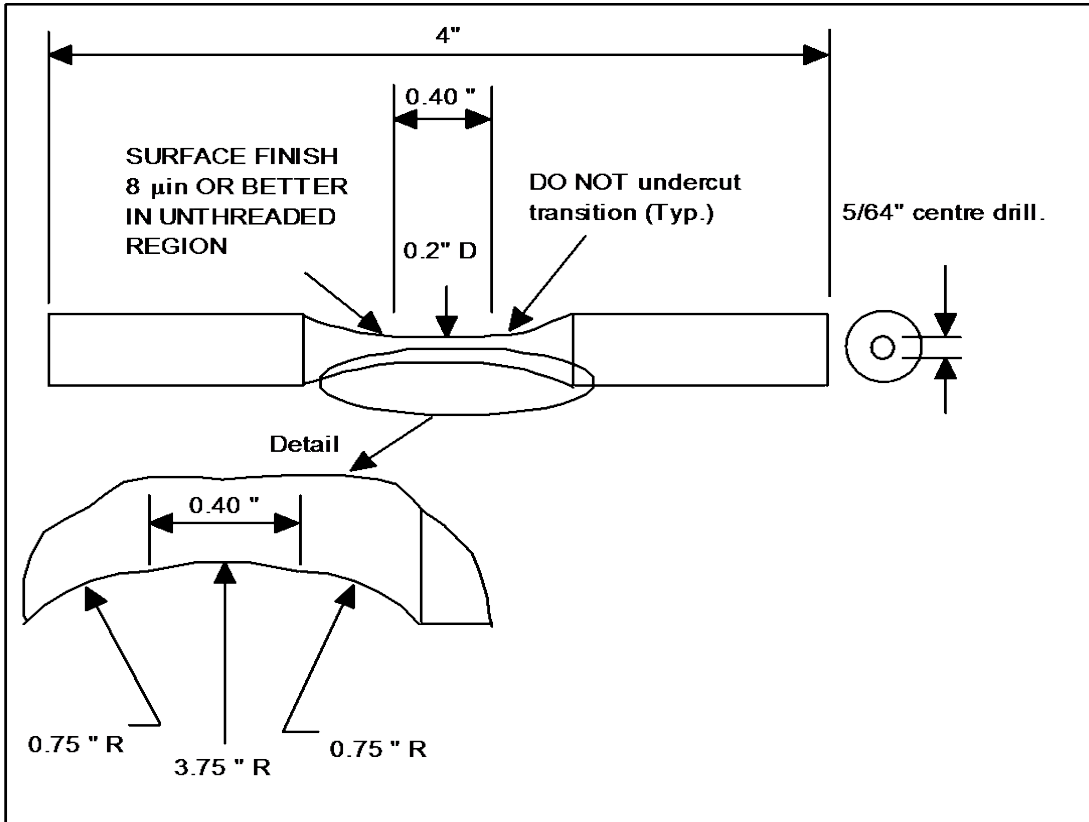 4"
0.40 "
SURFACE FINISH
8 µin OR BETTER
IN UNTHREADED
REGION
DO NOT undercut
transition (Typ.)
0.2" D
5/64" centre drill.
Detail
0.40 "
0.75 " R
3.75 " R
0.75 " R